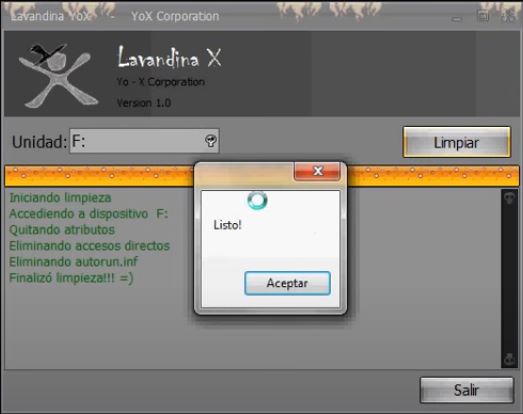 Lavandina YoX - YoX Corporation
Lavandina X
Yo - X Corporation
Version 1.0
Unidad: F: Limpiar
Iniciando limpieza
Accediendo a dispositivo F:
Quitando atributos
Eliminando accesos directos
Eliminando autorun.inf
Finalizó limpieza!!! =)
Listo!
Aceptar
Salir